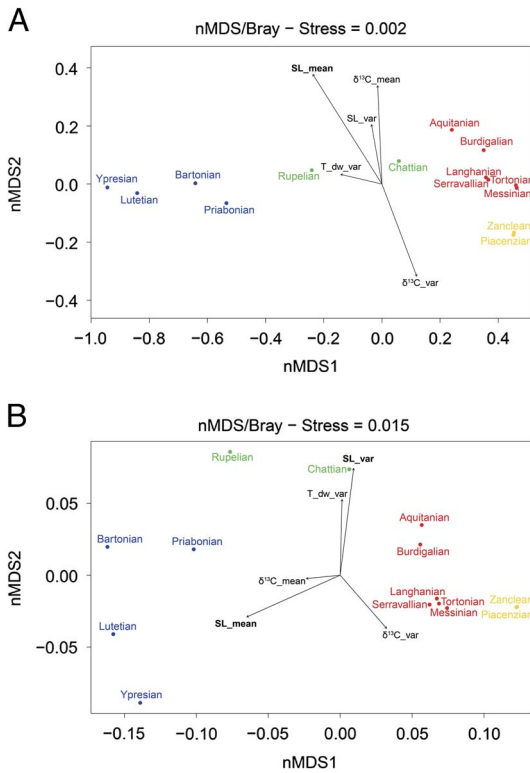 A
nMDS/Bray − Stress = 0.002
nMDS2
0.4
0.2
0.0
−0.2
−0.4
SL_mean
δ¹³C_mean
SL_var
T_dw_var
δ¹³C_var
Ypresian
Lutetian
Bartonian
Priabonian
Rupelian
Chattian
Aquitanian
Burdigalian
Langhanian
Serravallian
Tortonian
Messinian
Zanclean
Piacenzian
−1.0 −0.8 −0.6 −0.4 −0.2 0.0 0.2 0.4
nMDS1
B
nMDS/Bray − Stress = 0.015
nMDS2
0.05
0.00
−0.05
Rupelian
Chattian
SL_var
T_dw_var
Bartonian
Priabonian
Aquitanian
Burdigalian
δ¹³C_mean
SL_mean
δ¹³C_var
Langhanian
Serravallian
Tortonian
Messinian
Zanclean
Piacenzian
Lutetian
Ypresian
−0.15 −0.10 −0.05 0.00 0.05 0.10
nMDS1